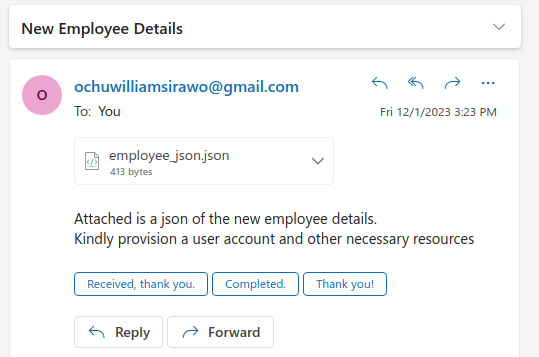 New Employee Details
O
ochuwilliamsirawo@gmail.com
To: You
Fri 12/1/2023 3:23 PM
employee_json.json
413 bytes
Attached is a json of the new employee details.
Kindly provision a user account and other necessary resources
Received, thank you. Completed. Thank you!
Reply Forward